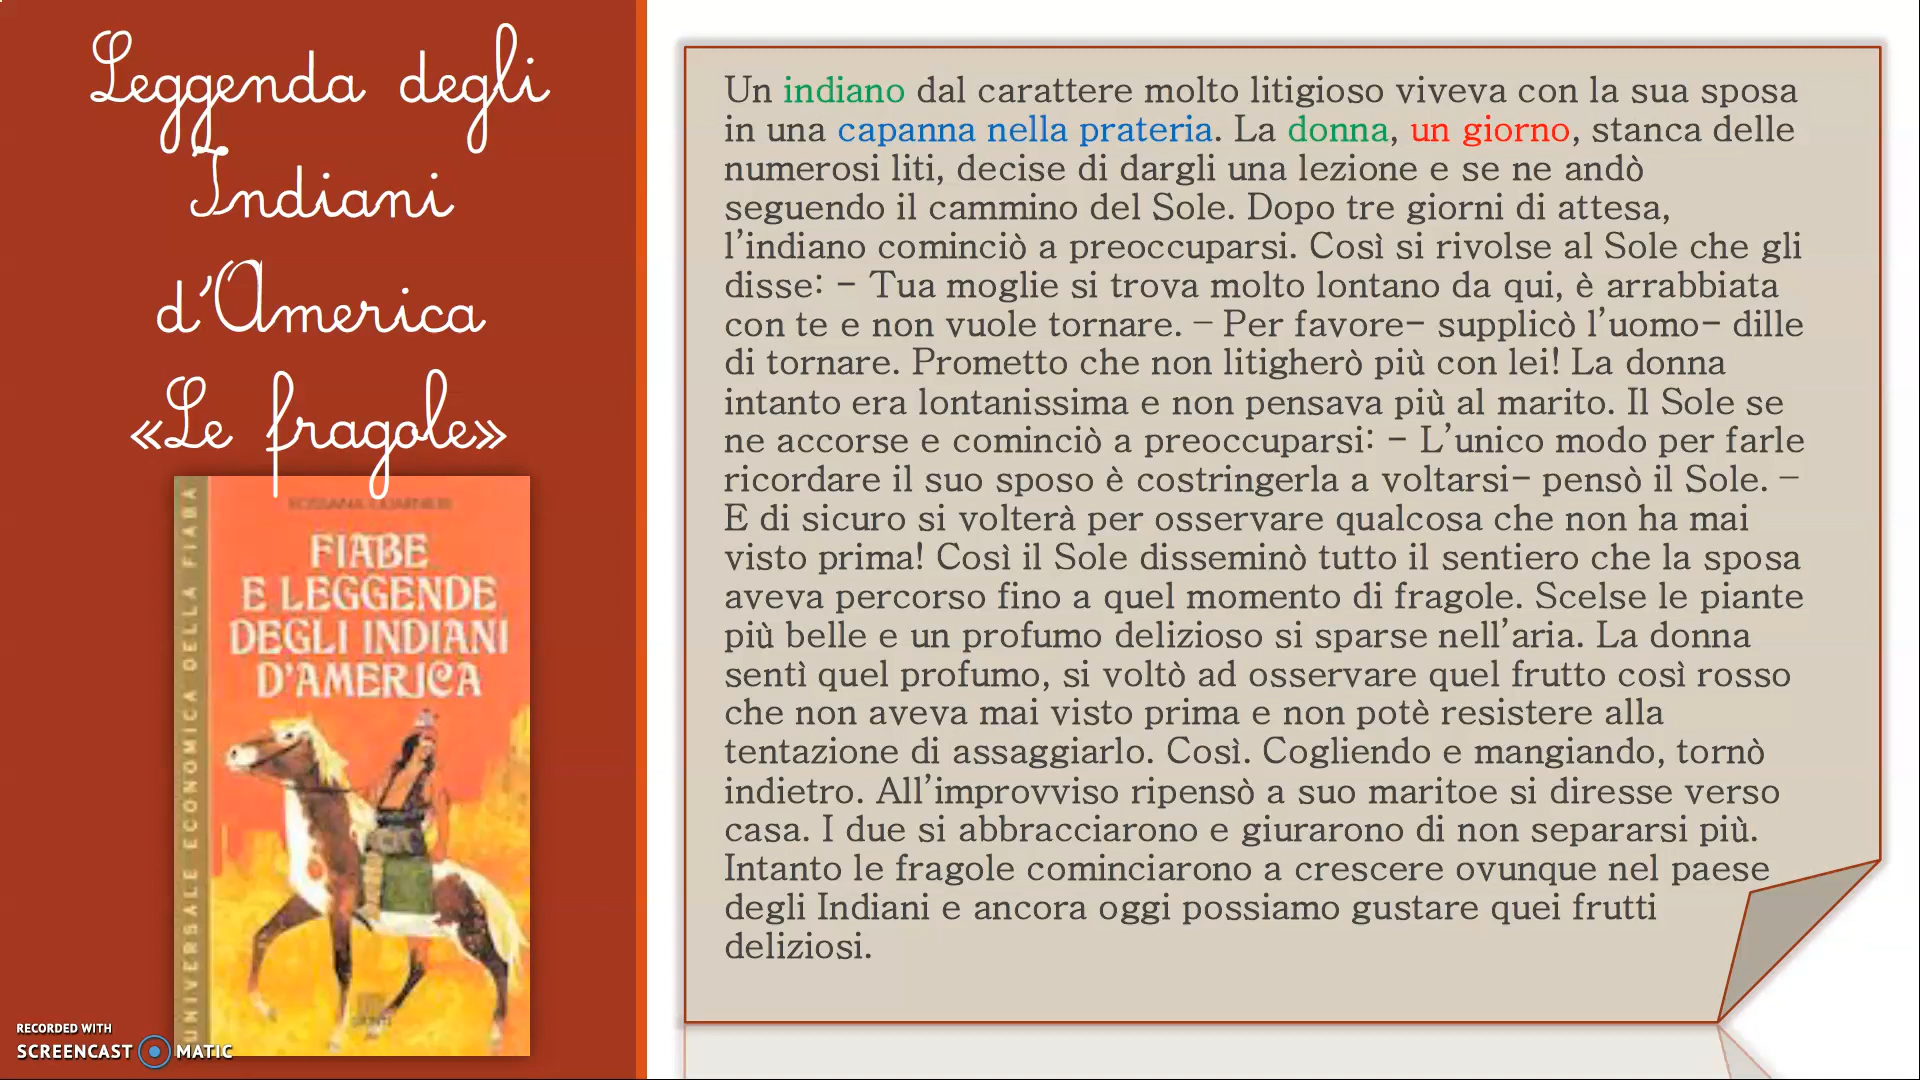 Leggenda degli
Indiani
d'America
«Le fragole»
FIABE
E LEGGENDE
DEGLI INDIANI
D'AMERICA
UNIVERSALE ECONOMICA DELLA FIABA
RECORDED WITH
SCREENCAST MATIC
Un indiano dal carattere molto litigioso viveva con la sua sposa
in una capanna nella prateria. La donna, un giorno, stanca delle
numerosi liti, decise di dargli una lezione e se ne andò
seguendo il cammino del Sole. Dopo tre giorni di attesa,
l’indiano cominciò a preoccuparsi. Così si rivolse al Sole che gli
disse: – Tua moglie si trova molto lontano da qui, è arrabbiata
con te e non vuole tornare. – Per favore– supplicò l’uomo– dille
di tornare. Prometto che non litigherò più con lei! La donna
intanto era lontanissima e non pensava più al marito. Il Sole se
ne accorse e cominciò a preoccuparsi: – L’unico modo per farle
ricordare il suo sposo è costringerla a voltarsi– pensò il Sole. –
E di sicuro si volterà per osservare qualcosa che non ha mai
visto prima! Così il Sole disseminò tutto il sentiero che la sposa
aveva percorso fino a quel momento di fragole. Scelse le piante
più belle e un profumo delizioso si sparse nell’aria. La donna
sentì quel profumo, si voltò ad osservare quel frutto così rosso
che non aveva mai visto prima e non potè resistere alla
tentazione di assaggiarlo. Così. Cogliendo e mangiando, tornò
indietro. All’improvviso ripensò a suo maritoe si diresse verso
casa. I due si abbracciarono e giurarono di non separarsi più.
Intanto le fragole cominciarono a crescere ovunque nel paese
degli Indiani e ancora oggi possiamo gustare quei frutti
deliziosi.